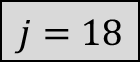 j = 18